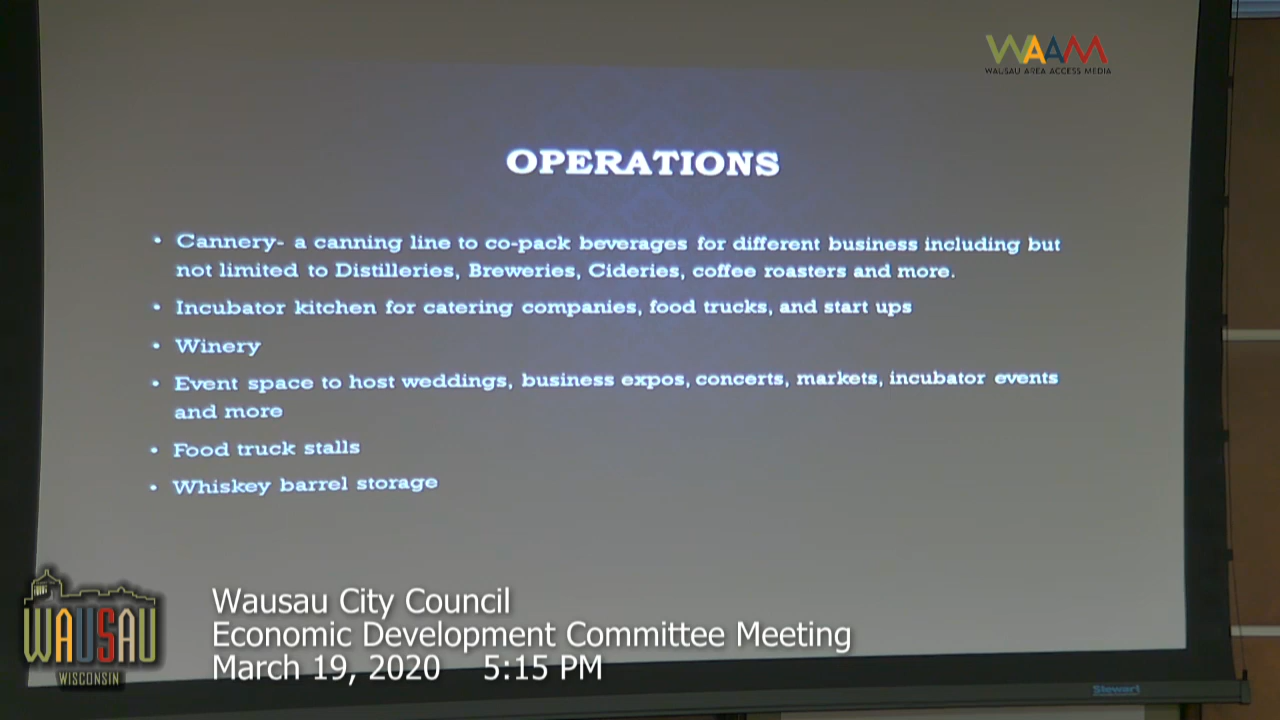 WAAM
WAUSAU AREA ACCESS MEDIA
OPERATIONS
• Cannery- a canning line to co-pack beverages for different business including but
not limited to Distilleries, Breweries, Cideries, coffee roasters and more.
• Incubator kitchen for catering companies, food trucks, and start ups
• Winery
• Event space to host weddings, business expos, concerts, markets, incubator events
and more
• Food truck stalls
• Whiskey barrel storage
WAUSAU
WISCONSIN
Wausau City Council
Economic Development Committee Meeting
March 19, 2020 5:15 PM
Stewart